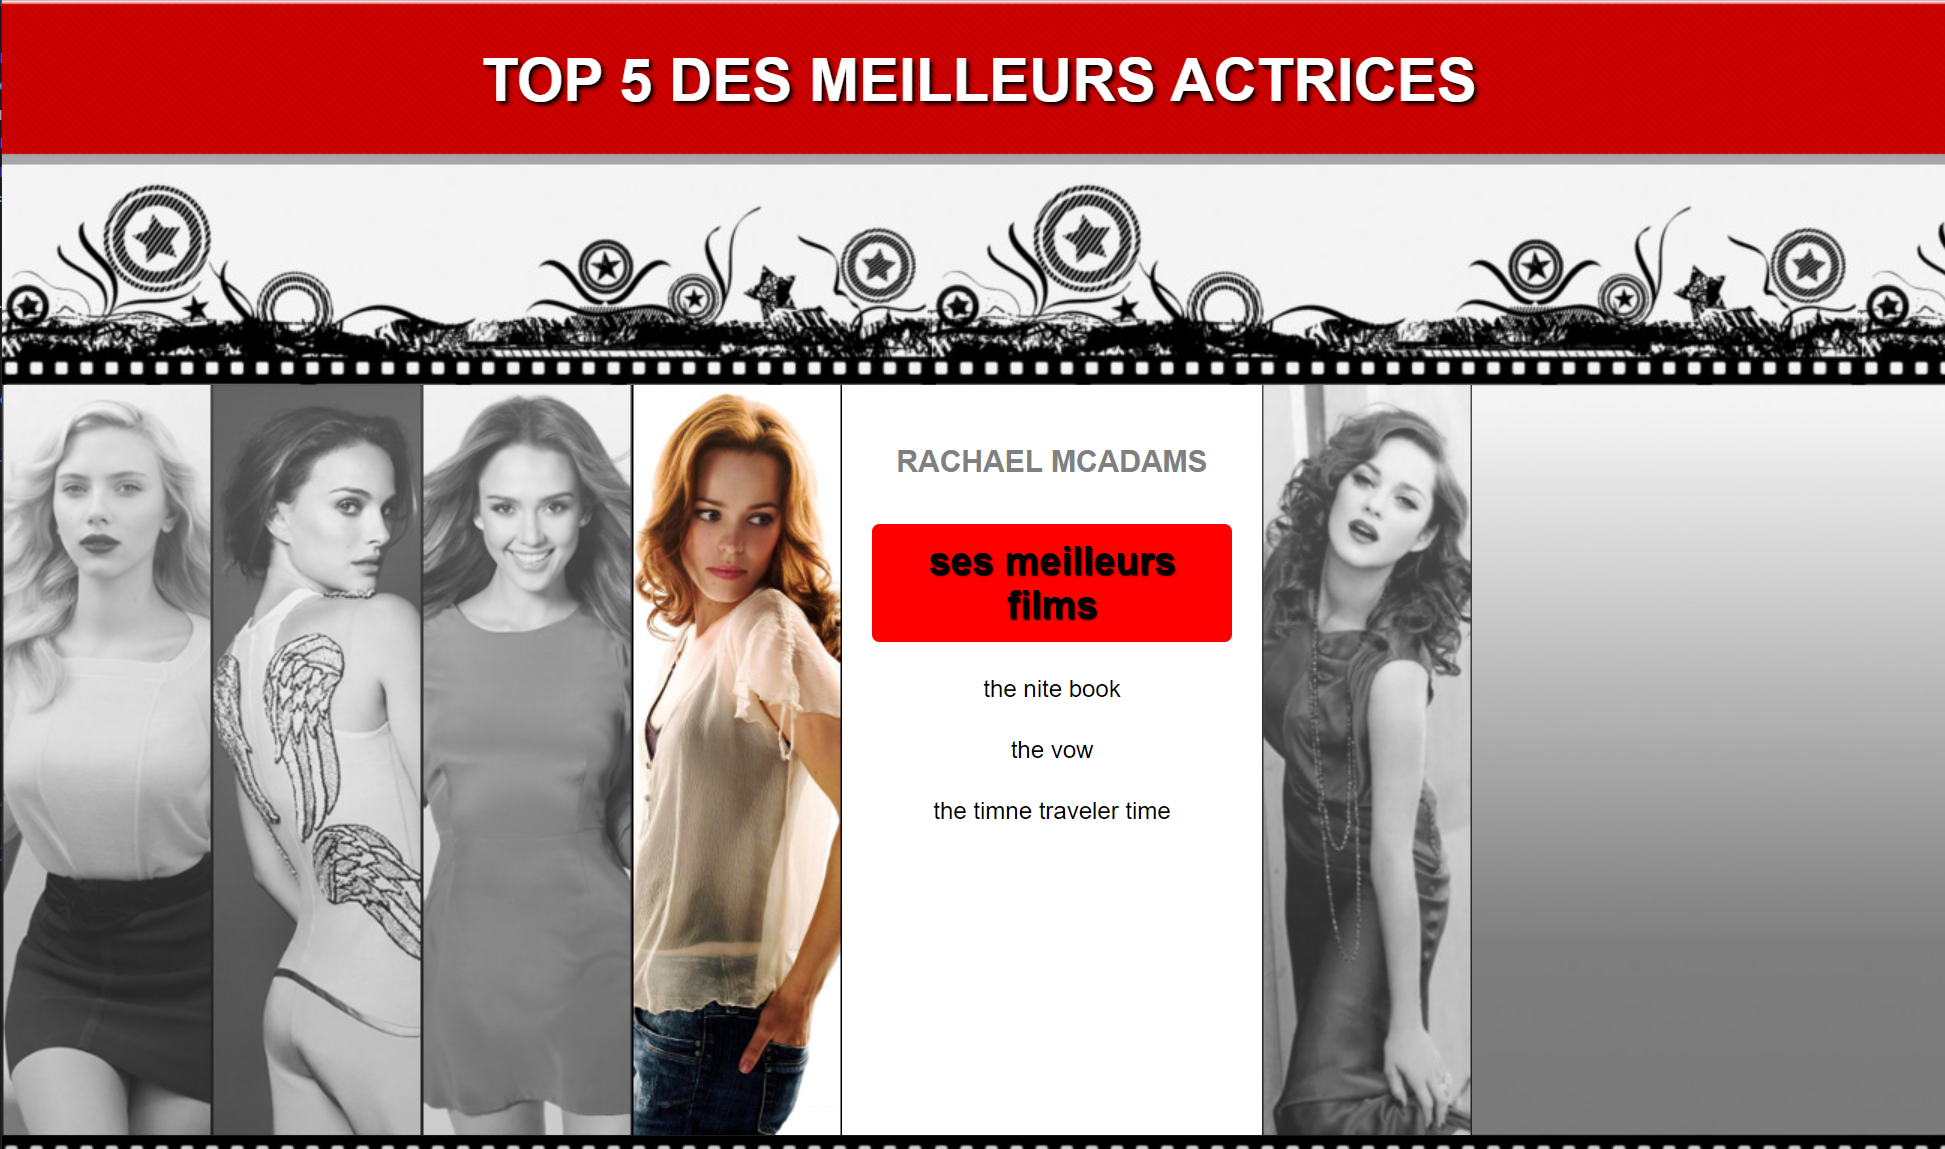 TOP 5 DES MEILLEURS ACTRICES
RACHAEL MCADAMS
ses meilleurs
films
the nite book
the vow
the timne traveler time